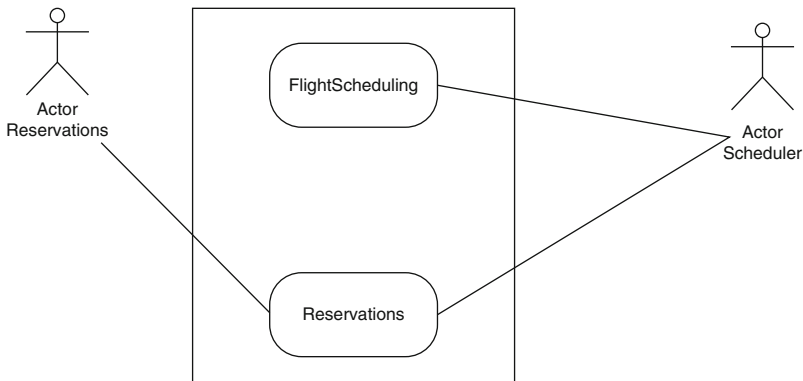 FlightScheduling
Actor
Reservations
Actor
Scheduler
Reservations